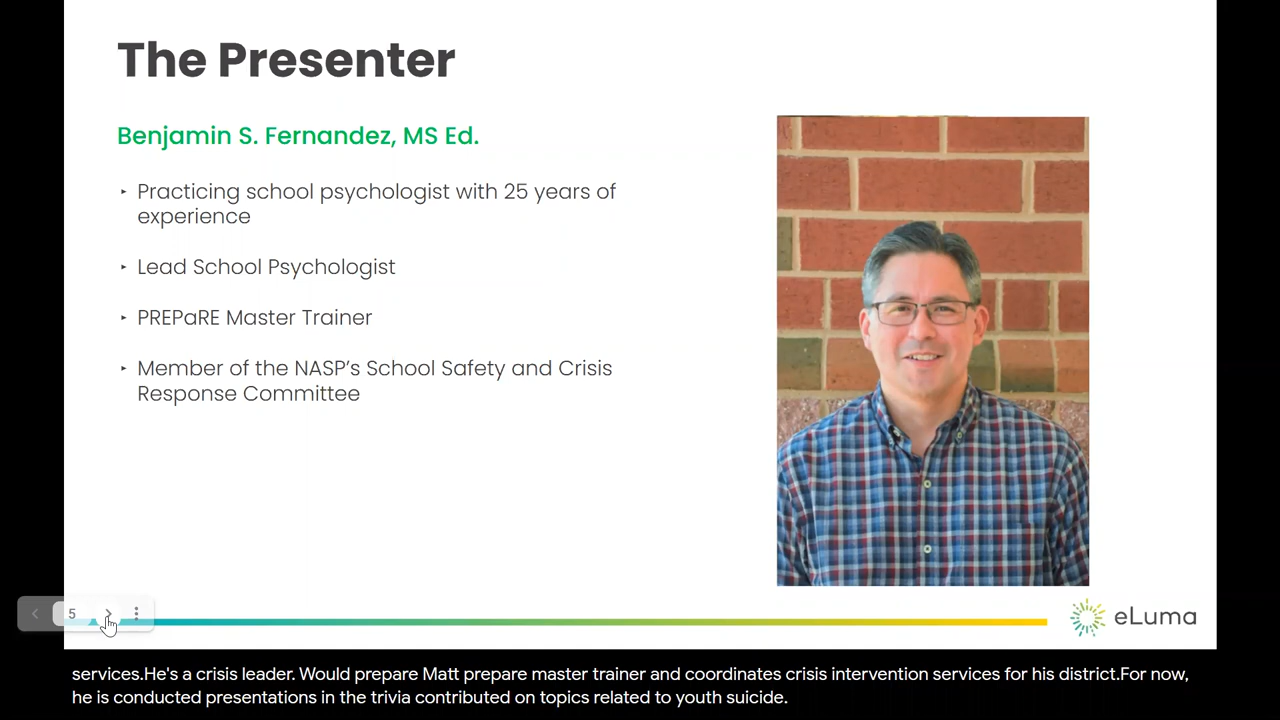 The Presenter
Benjamin S. Fernandez, MS Ed.
‣ Practicing school psychologist with 25 years of
experience
‣ Lead School Psychologist
‣ PREPaRE Master Trainer
‣ Member of the NASP's School Safety and Crisis
Response Committee
5
eLuma
services.He's a crisis leader. Would prepare Matt prepare master trainer and coordinates crisis intervention services for his district.For now,
he is conducted presentations in the trivia contributed on topics related to youth suicide.